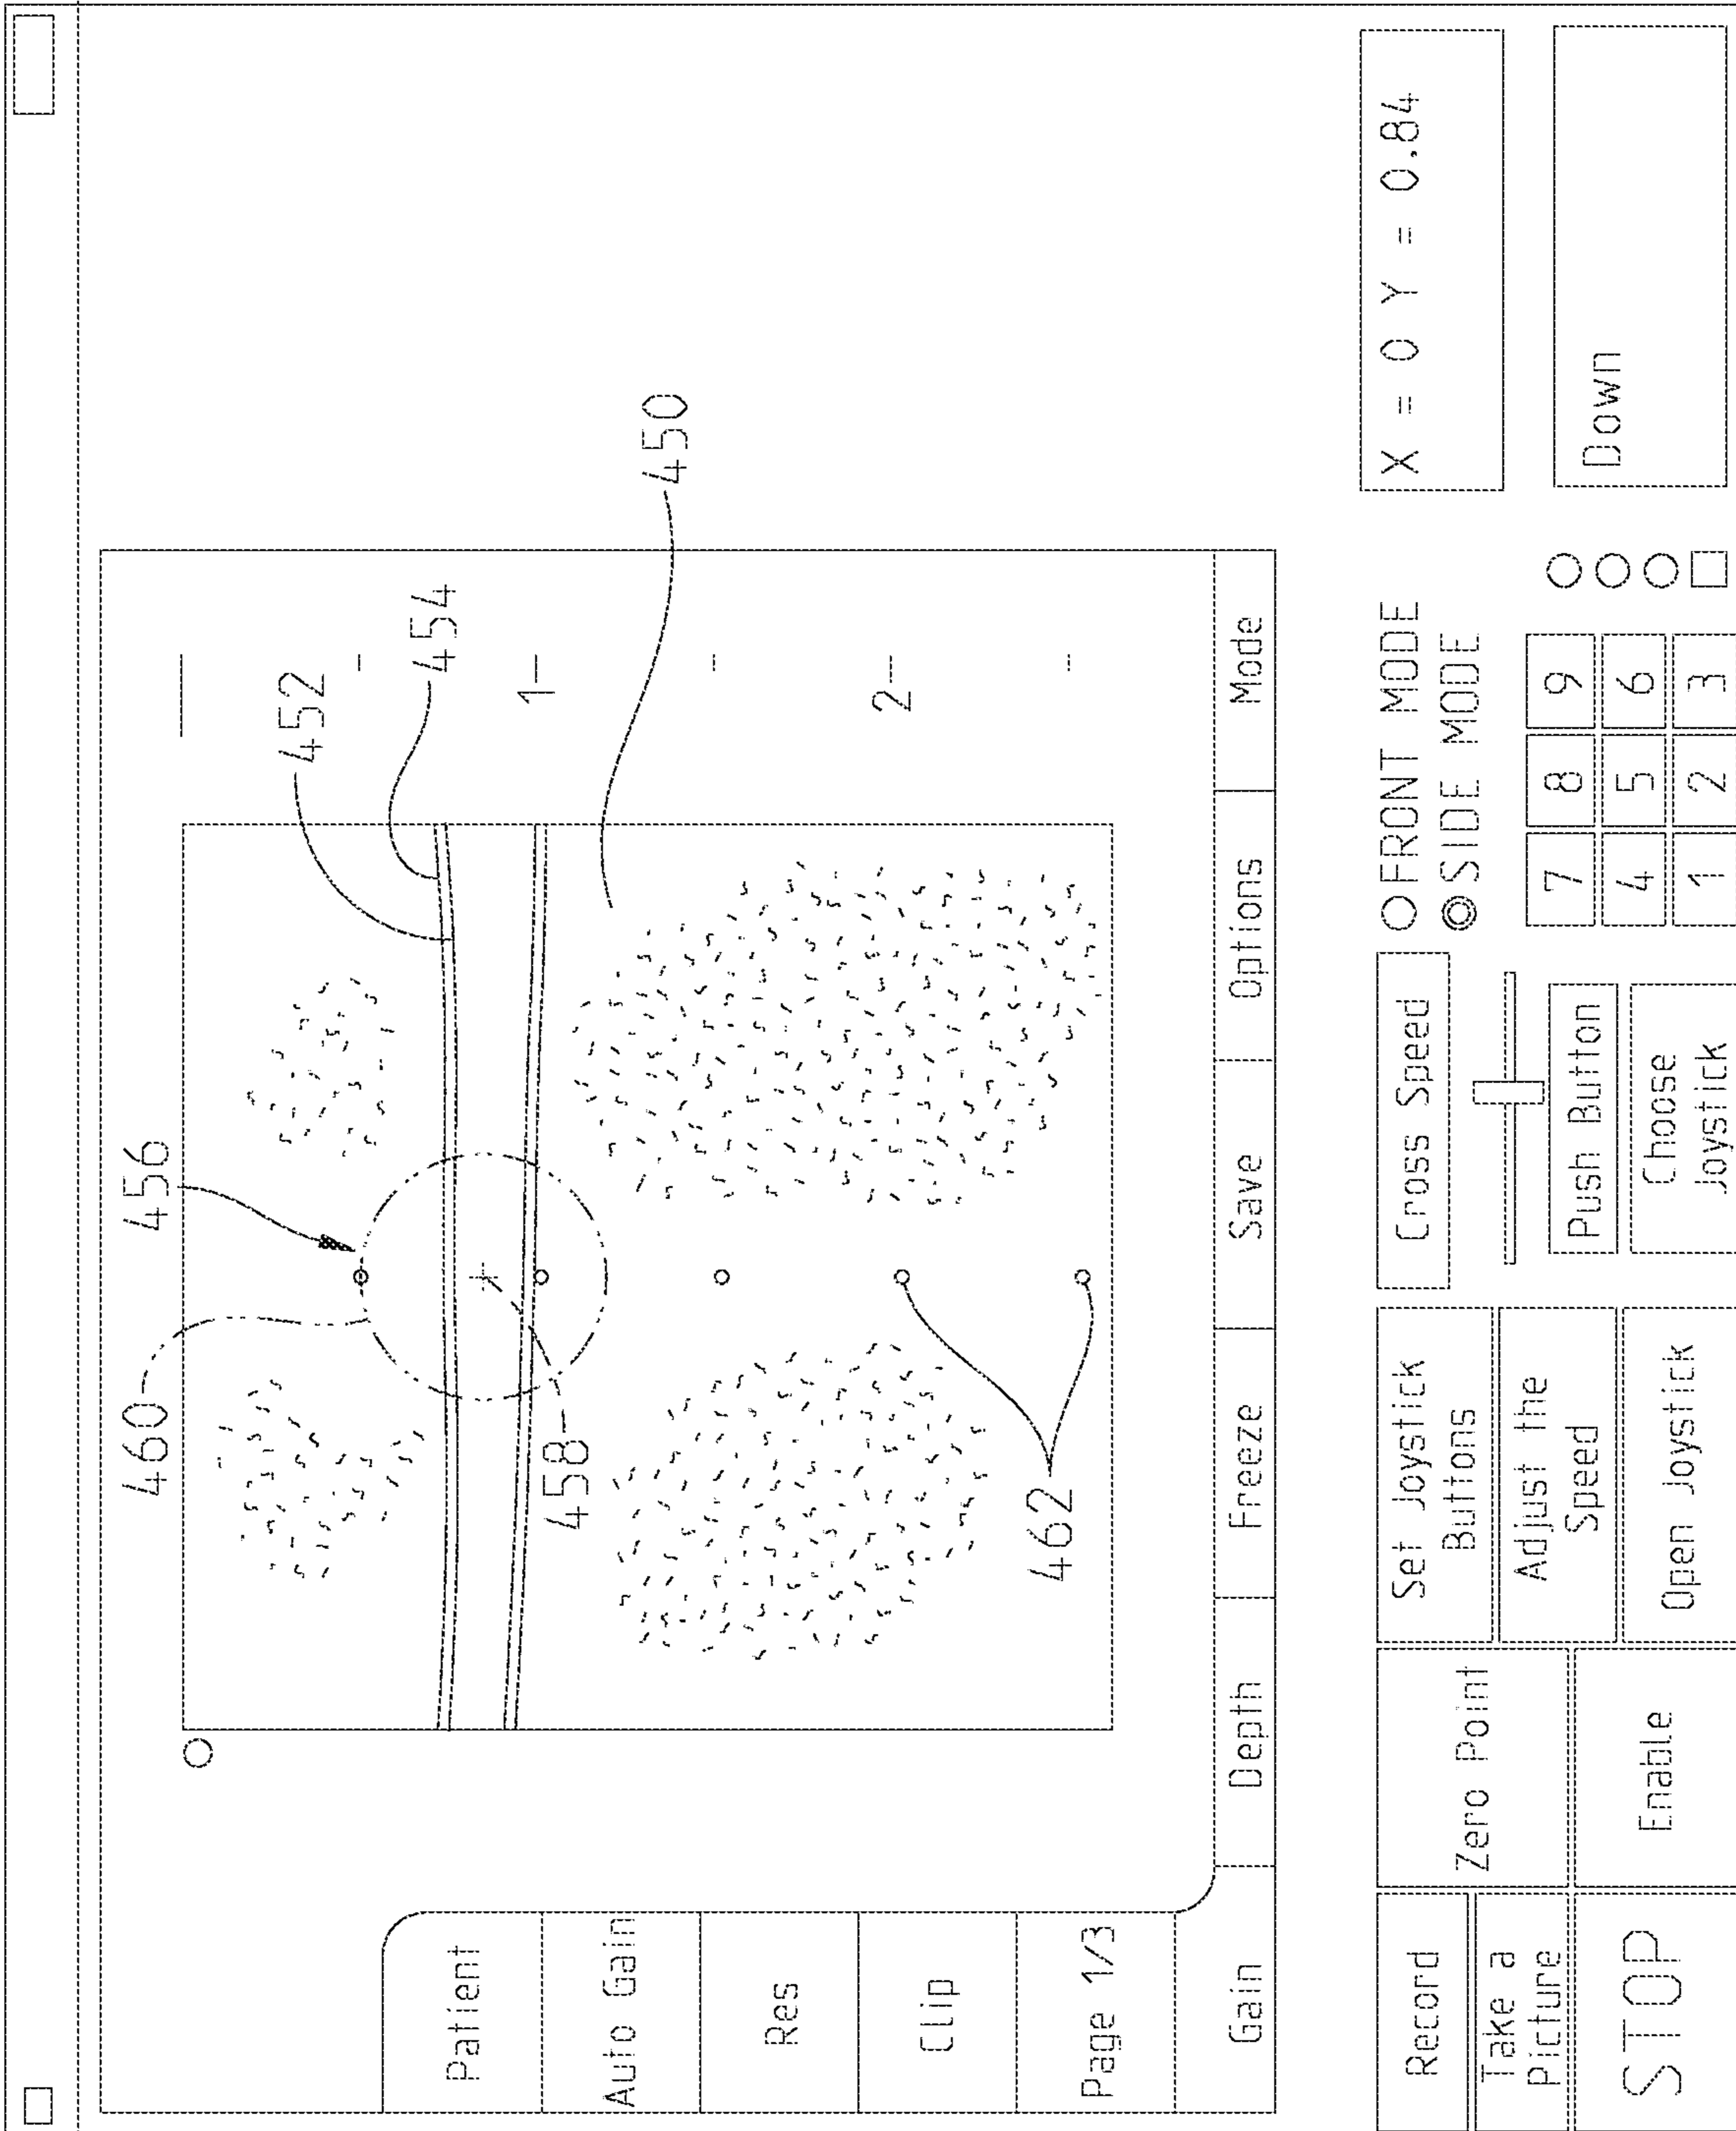 460 456
452
454
Patient
1
458
Auto Gain
450
Res
2
Clip
462
Page 1/3
Gain Depth Freeze Save Options Mode
Record
Take a
Picture
STOP
Zero Point
Enable
Set Joystick
Buttons
Adjust the
Speed
Open Joystick
Cross Speed
Push Button
Choose
Joystick
FRONT MODE
SIDE MODE
7 8 9
4 5 6
1 2 3
X = 0 Y = 0.84
Down